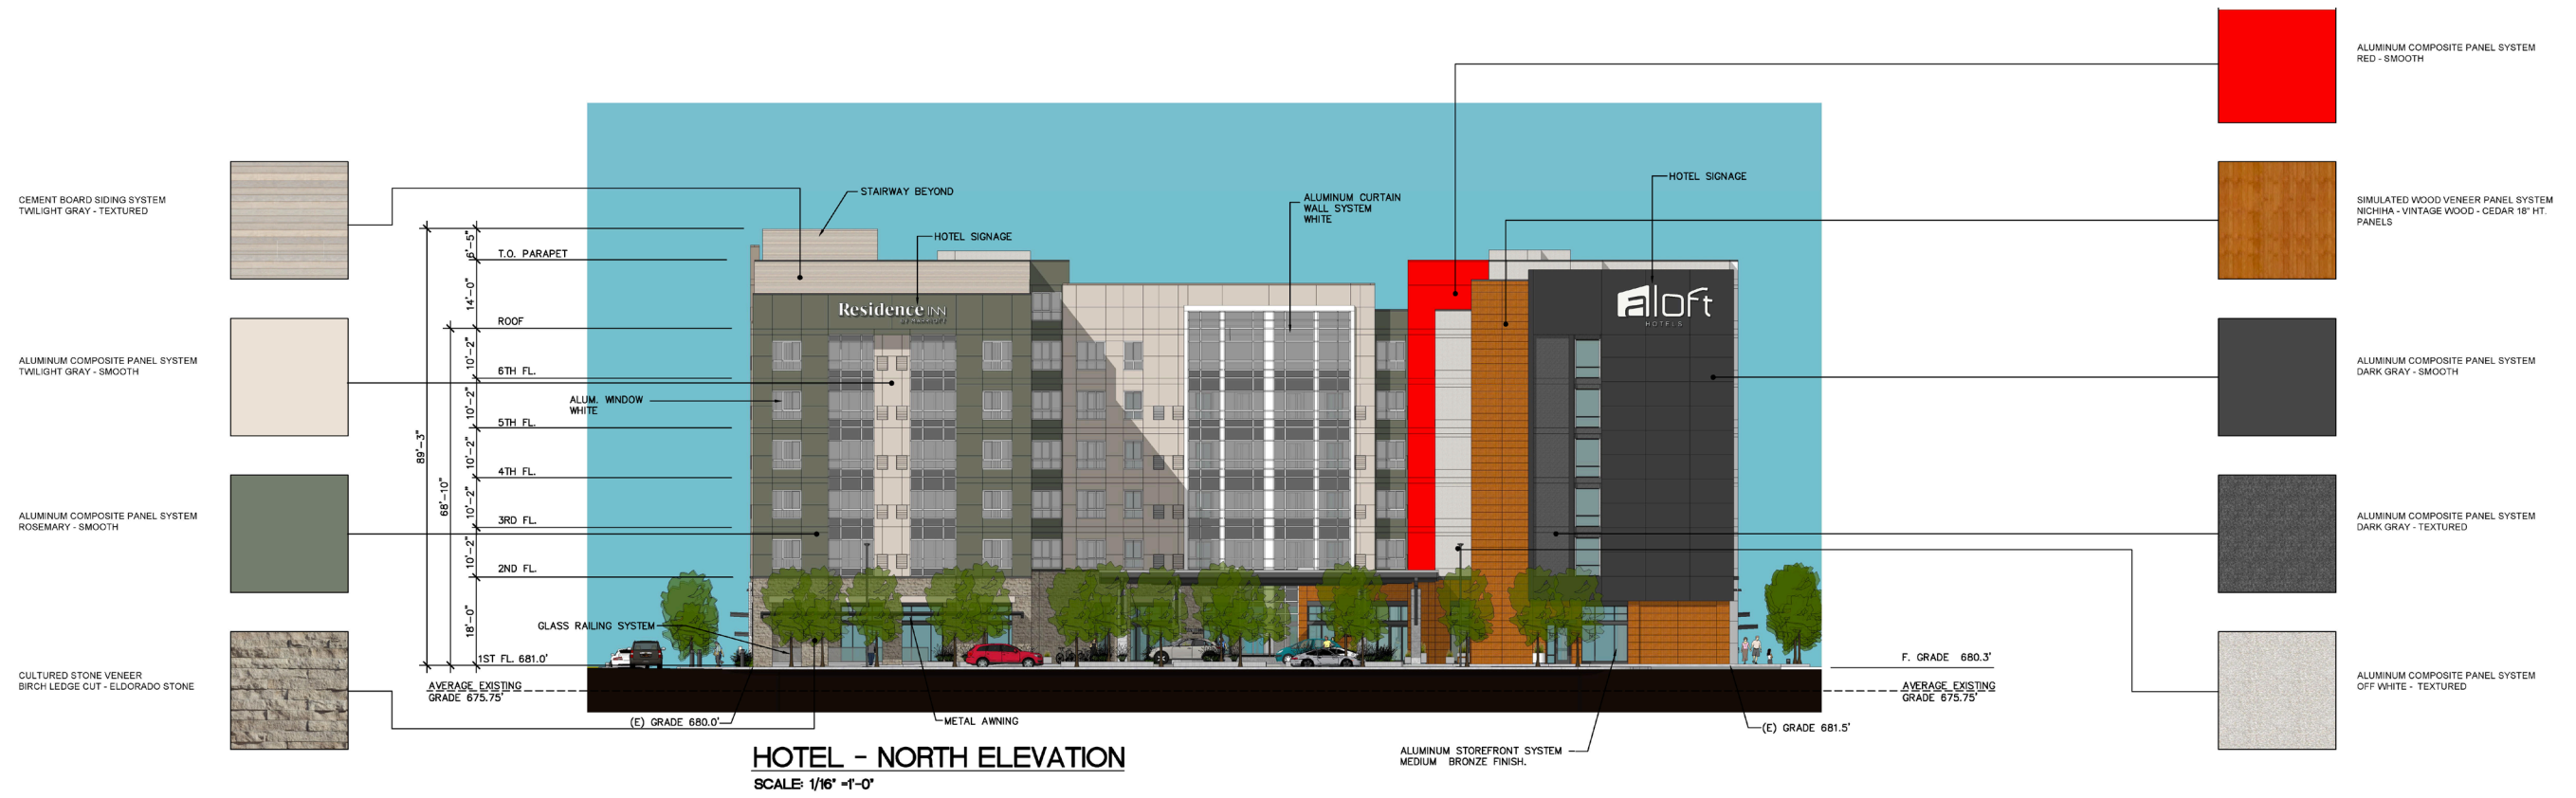 ALUMINUM COMPOSITE PANEL SYSTEM
RED - SMOOTH
CEMENT BOARD SIDING SYSTEM
TWILIGHT GRAY - TEXTURED
SIMULATED WOOD VENEER PANEL SYSTEM
NICHIHA - VINTAGE WOOD - CEDAR 18" HT.
PANELS
ALUMINUM COMPOSITE PANEL SYSTEM
TWILIGHT GRAY - SMOOTH
ALUMINUM COMPOSITE PANEL SYSTEM
DARK GRAY - SMOOTH
ALUMINUM COMPOSITE PANEL SYSTEM
ROSEMARY - SMOOTH
ALUMINUM COMPOSITE PANEL SYSTEM
DARK GRAY - TEXTURED
CULTURED STONE VENEER
BIRCH LEDGE CUT - ELDORADO STONE
ALUMINUM COMPOSITE PANEL SYSTEM
OFF WHITE - TEXTURED
STAIRWAY BEYOND
HOTEL SIGNAGE
ALUMINUM CURTAIN
WALL SYSTEM
WHITE
HOTEL SIGNAGE
Residence INN
BY MARRIOTT
aloft
HOTELS
T.O. PARAPET
ROOF
6TH FL.
5TH FL.
4TH FL.
3RD FL.
2ND FL.
1ST FL. 681.0'
6'-5"
14'-0"
10'-2"
10'-2"
10'-2"
10'-2"
10'-2"
18'-0"
89'-3"
68'-10"
ALUM. WINDOW
WHITE
GLASS RAILING SYSTEM
AVERAGE EXISTING
GRADE 675.75'
(E) GRADE 680.0'
METAL AWNING
F. GRADE 680.3'
AVERAGE EXISTING
GRADE 675.75'
(E) GRADE 681.5'
ALUMINUM STOREFRONT SYSTEM
MEDIUM BRONZE FINISH.
HOTEL - NORTH ELEVATION
SCALE: 1/16" =1'-0"